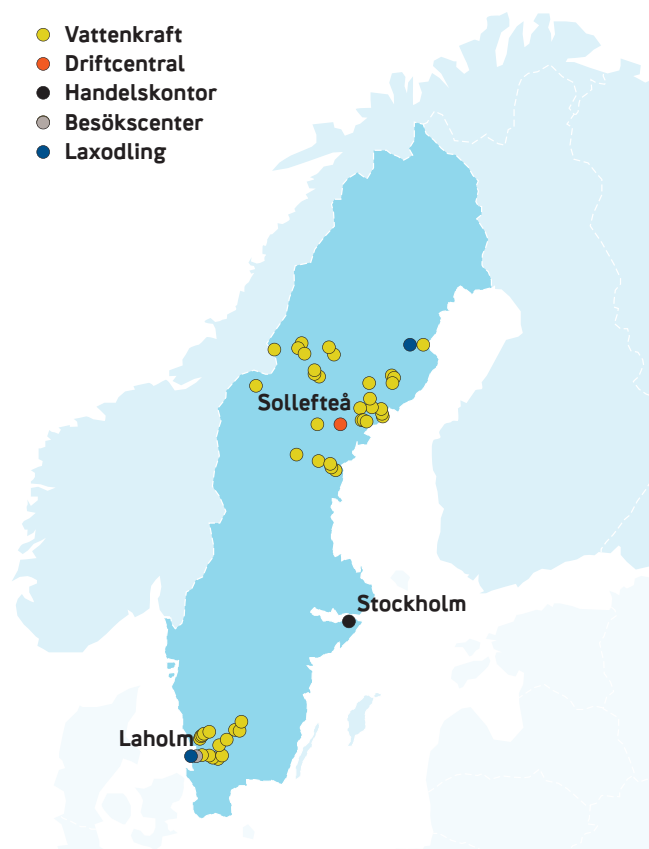 Vattenkraft
Driftcentral
Handelskontor
Besökscenter
Laxodling
Sollefteå
Stockholm
Laholm